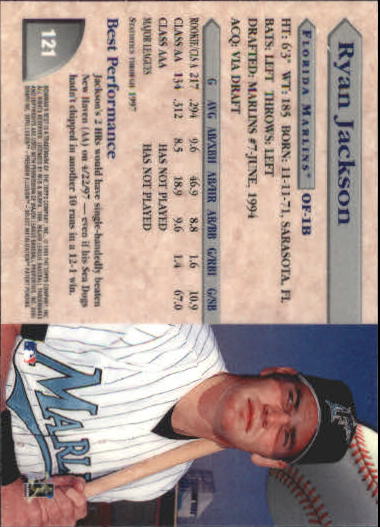 Ryan Jackson
FLORIDA MARLINS OF-1B
HT: 6'3" WT: 185 BORN: 11-11-71, SARASOTA, FL
BATS: LEFT THROWS: LEFT
DRAFTED: MARLINS #7-JUNE, 1994
ACQ: VIA DRAFT
G AVG AB/XBH AB/HR AB/BB G/RBI G/SB
ROOKIE/CLS A 217 .294 9.6 46.9 8.8 1.6 10.9
CLASS AA 134 .312 8.5 18.9 9.6 1.4 67.0
CLASS AAA HAS NOT PLAYED
MAJOR LEAGUES HAS NOT PLAYED
STATISTICS THROUGH 1997
Best Performance
Jackson's 2 HRs would have single-handedly beaten
New Haven (AA) on 4/22/97 — even if his Sea Dogs
hadn't chipped in another 10 runs in a 12-1 win.
121
MARL